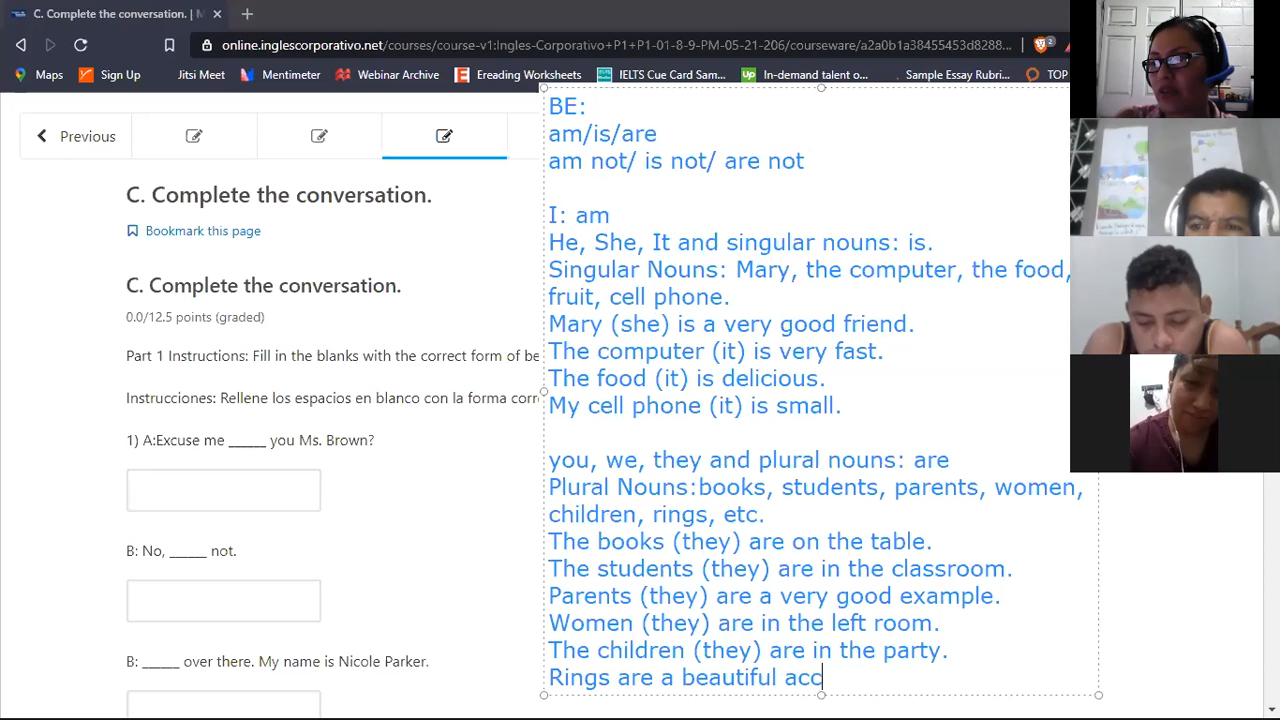 C. Complete the conversation. | M
online.inglescorporativo.net/courses/course-v1:Ingles-Corporativo+P1+P1-01-8-9-PM-05-21-206/courseware/a2a0b1a38455453d8288...
Maps
Sign Up
Jitsi Meet
Mentimeter
Webinar Archive
Ereading Worksheets
IELTS Cue Card Sam...
In-demand talent o...
Sample Essay Rubri...
TOP
Previous
C. Complete the conversation.
Bookmark this page
C. Complete the conversation.
0.0/12.5 points (graded)
Part 1 Instructions: Fill in the blanks with the correct form of be
Instrucciones: Rellene los espacios en blanco con la forma corr
1) A:Excuse me ______ you Ms. Brown?
B: No, ______ not.
B: ______ over there. My name is Nicole Parker.
BE:
am/is/are
am not/ is not/ are not
I: am
He, She, It and singular nouns: is.
Singular Nouns: Mary, the computer, the food,
fruit, cell phone.
Mary (she) is a very good friend.
The computer (it) is very fast.
The food (it) is delicious.
My cell phone (it) is small.
you, we, they and plural nouns: are
Plural Nouns:books, students, parents, women,
children, rings, etc.
The books (they) are on the table.
The students (they) are in the classroom.
Parents (they) are a very good example.
Women (they) are in the left room.
The children (they) are in the party.
Rings are a beautiful acc